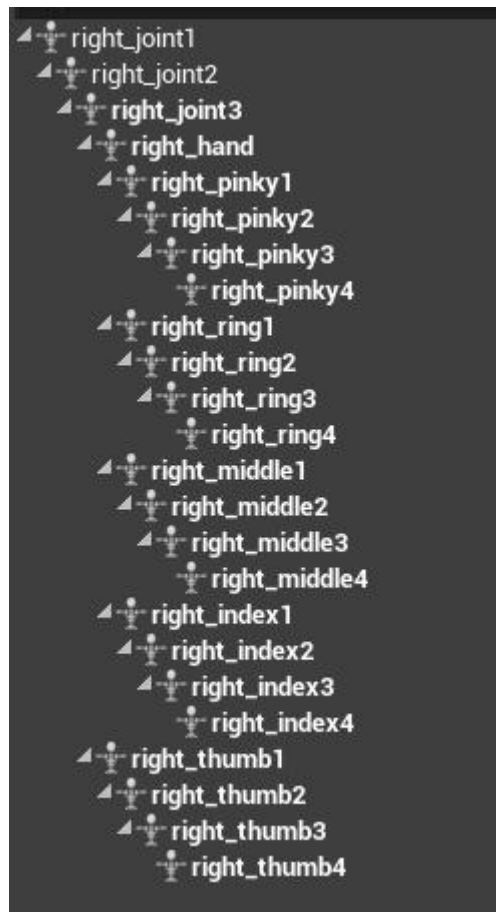 right_joint1
right_joint2
right_joint3
right_hand
right_pinky1
right_pinky2
right_pinky3
right_pinky4
right_ring1
right_ring2
right_ring3
right_ring4
right_middle1
right_middle2
right_middle3
right_middle4
right_index1
right_index2
right_index3
right_index4
right_thumb1
right_thumb2
right_thumb3
right_thumb4